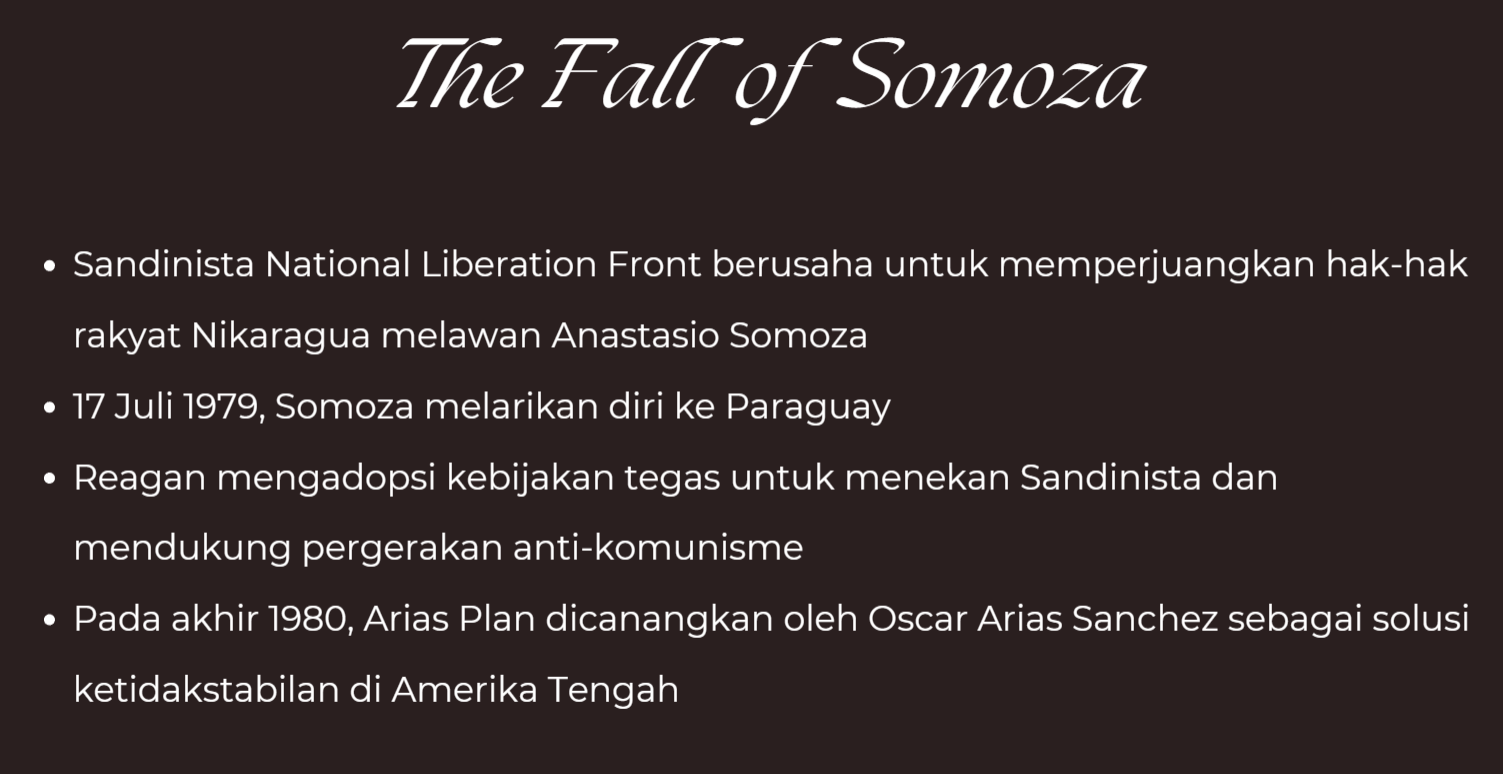 The Fall of Somoza
• Sandinista National Liberation Front berusaha untuk memperjuangkan hak-hak
rakyat Nikaragua melawan Anastasio Somoza
• 17 Juli 1979, Somoza melarikan diri ke Paraguay
• Reagan mengadopsi kebijakan tegas untuk menekan Sandinista dan
mendukung pergerakan anti-komunisme
• Pada akhir 1980, Arias Plan dicanangkan oleh Oscar Arias Sanchez sebagai solusi
ketidakstabilan di Amerika Tengah